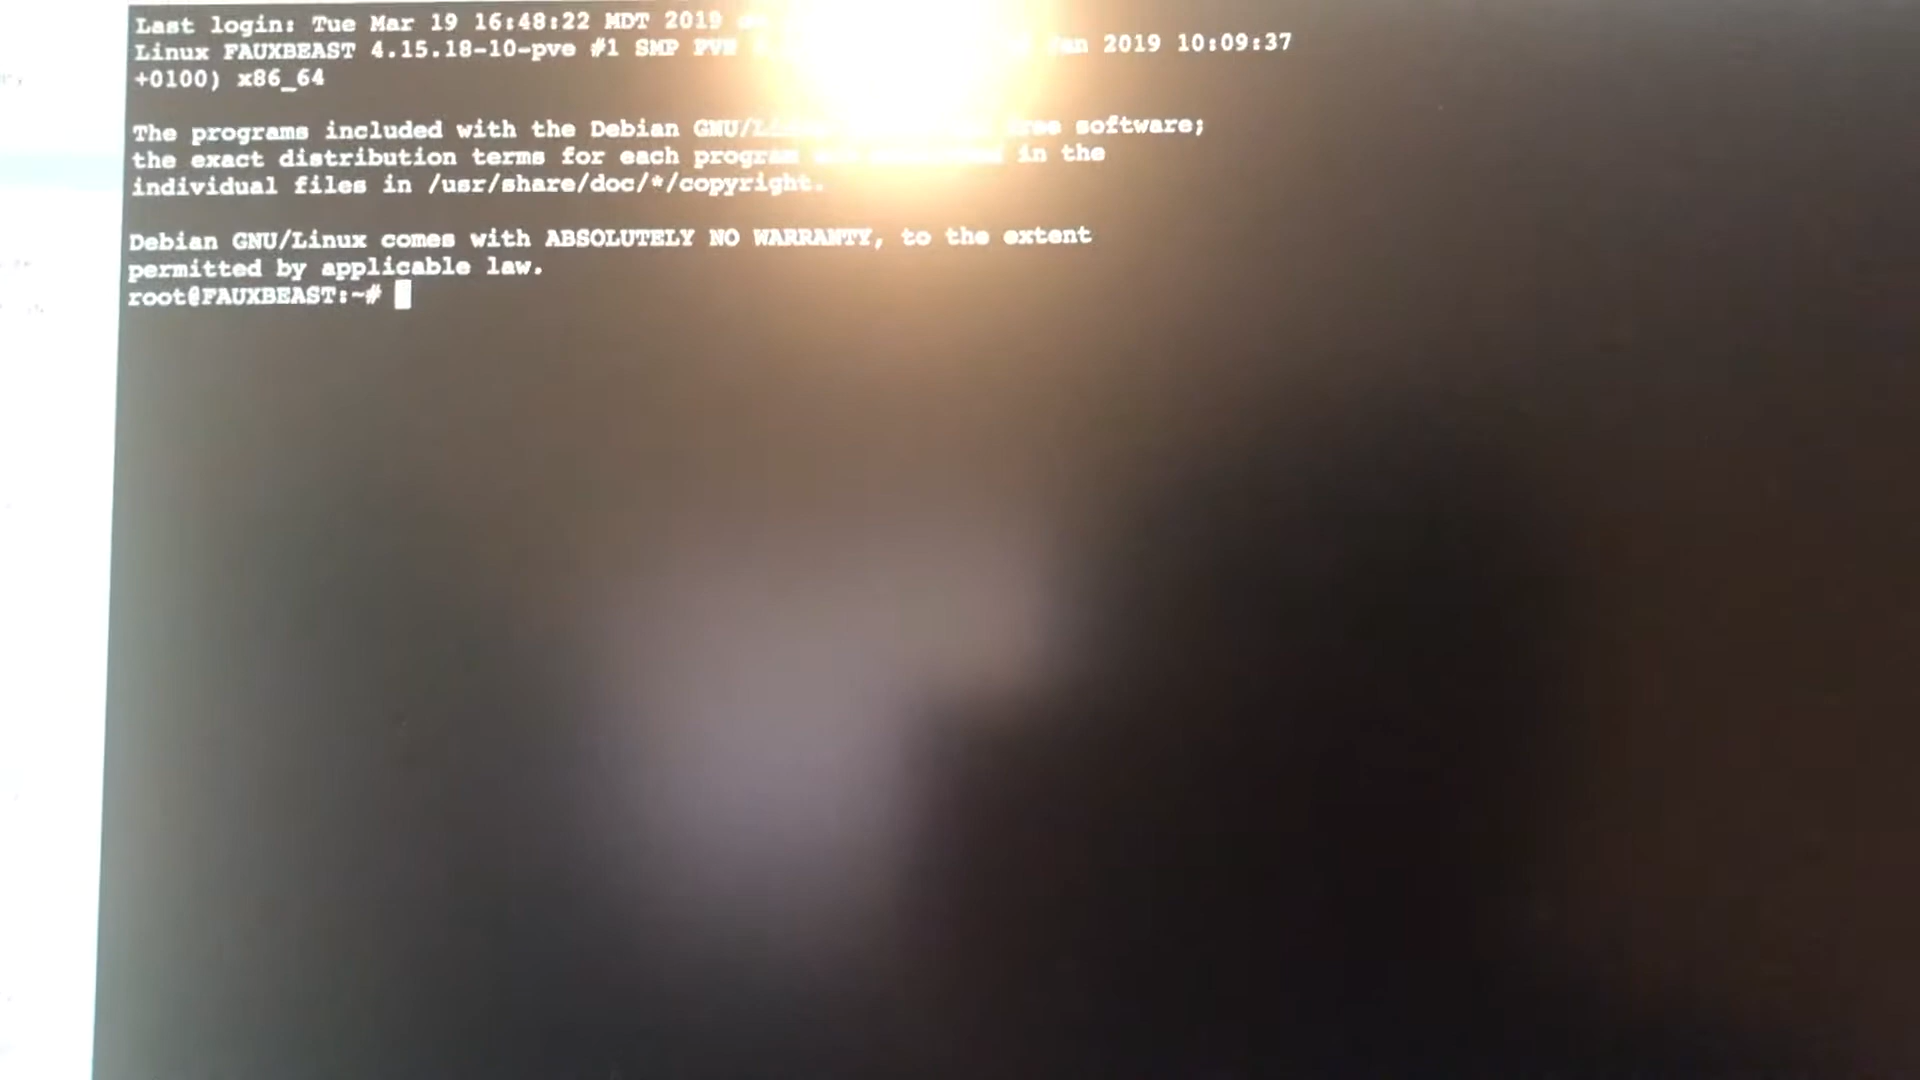 Last login: Tue Mar 19 16:48:22 MDT 2019
Linux FAUXBEAST 4.15.18-10-pve #1 SMP PVE 2019 10:09:37
+0100) x86_64
The programs included with the Debian GNU/ software;
the exact distribution terms for each program in the
individual files in /usr/share/doc/*/copyright.
Debian GNU/Linux comes with ABSOLUTELY NO WARRANTY, to the extent
permitted by applicable law.
root@FAUXBEAST:~#